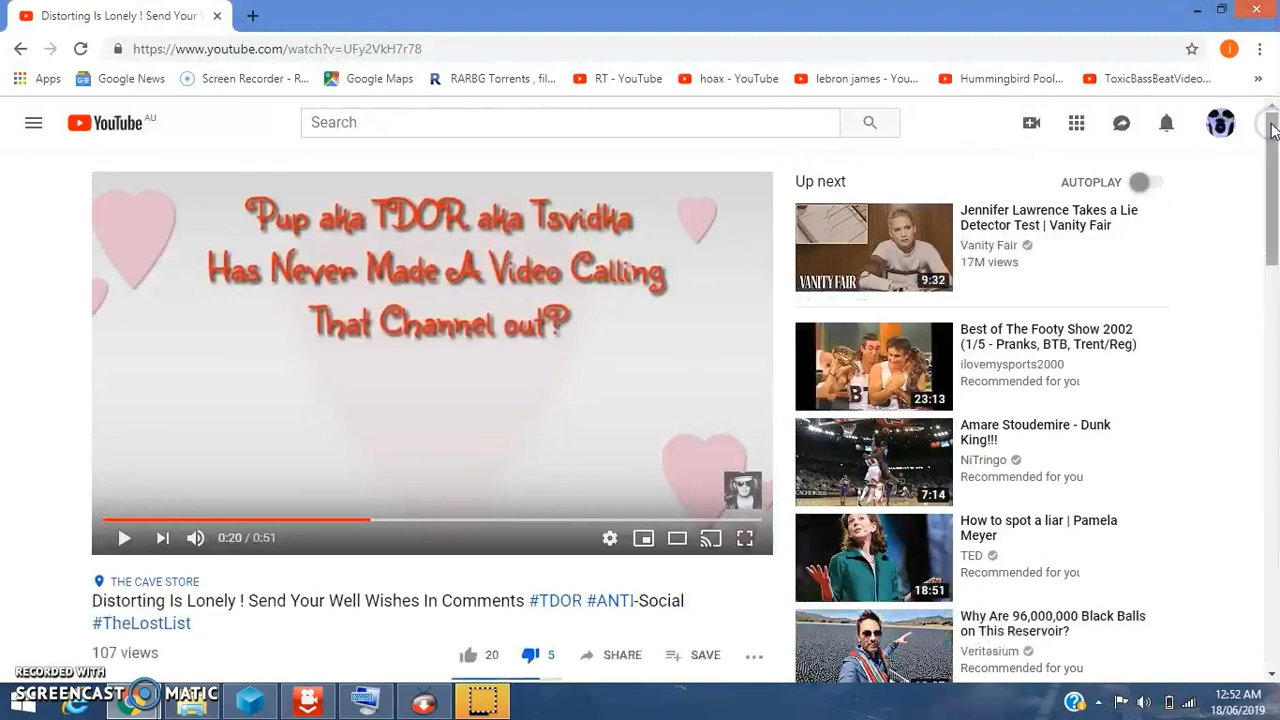 Distorting Is Lonely ! Send Your
https://www.youtube.com/watch?v=UFy2VkH7r78
Apps Google News Screen Recorder - R... Google Maps RARBG Torrents , fil... RT - YouTube hoax - YouTube lebron james - You... Hummingbird Pool... ToxicBassBeatVideo... »
YouTube AU
Search
Pup aka TDOR aka Tsvidka
Has Never Made A Video Calling
That Channel out?
0:20 / 0:51
THE CAVE STORE
Distorting Is Lonely ! Send Your Well Wishes In Comments #TDOR #ANTI-Social
#TheLostList
107 views
20 5 SHARE SAVE
Up next
AUTOPLAY
VANITY FAIR
9:32
Jennifer Lawrence Takes a Lie
Detector Test | Vanity Fair
Vanity Fair
17M views
23:13
Best of The Footy Show 2002
(1/5 - Pranks, BTB, Trent/Reg)
ilovemysports2000
Recommended for you
7:14
Amare Stoudemire - Dunk
King!!!
NiTringo
Recommended for you
18:51
How to spot a liar | Pamela
Meyer
TED
Recommended for you
Why Are 96,000,000 Black Balls
on This Reservoir?
Veritasium
Recommended for you
RECORDED WITH
SCREENCAST MATIC
12:52 AM
18/06/2019